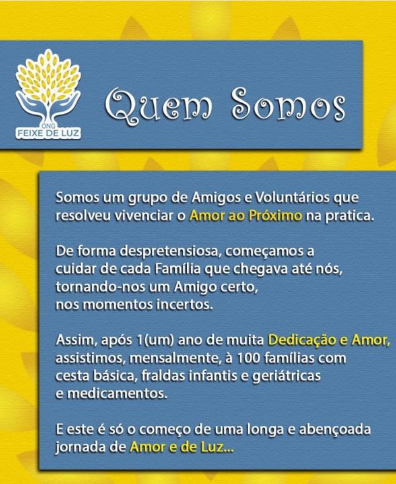 ONG
FEIXE DE LUZ
Quem Somos
Somos um grupo de Amigos e Voluntários que
resolveu vivenciar o Amor ao Próximo na pratica.
De forma despretensiosa, começamos a
cuidar de cada Família que chegava até nós,
tornando-nos um Amigo certo,
nos momentos incertos.
Assim, após 1(um) ano de muita Dedicação e Amor,
assistimos, mensalmente, à 100 famílias com
cesta básica, fraldas infantis e geriátricas
e medicamentos.
E este é só o começo de uma longa e abençoada
jornada de Amor e de Luz...